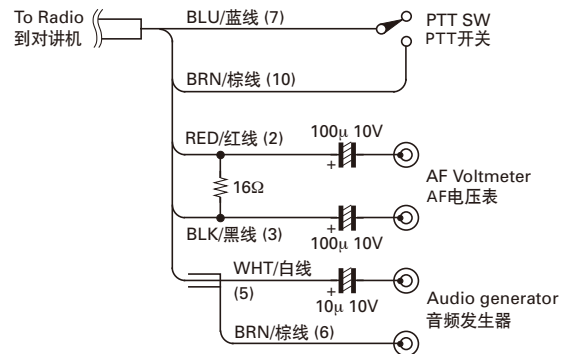 To Radio
到对讲机
BLU/蓝线 (7)
PTT SW
PTT开关
BRN/棕线 (10)
RED/红线 (2)
100μ 10V
+
16Ω
AF Voltmeter
AF电压表
BLK/黑线 (3)
+
100μ 10V
WHT/白线
(5)
+
10μ 10V
Audio generator
音频发生器
BRN/棕线 (6)